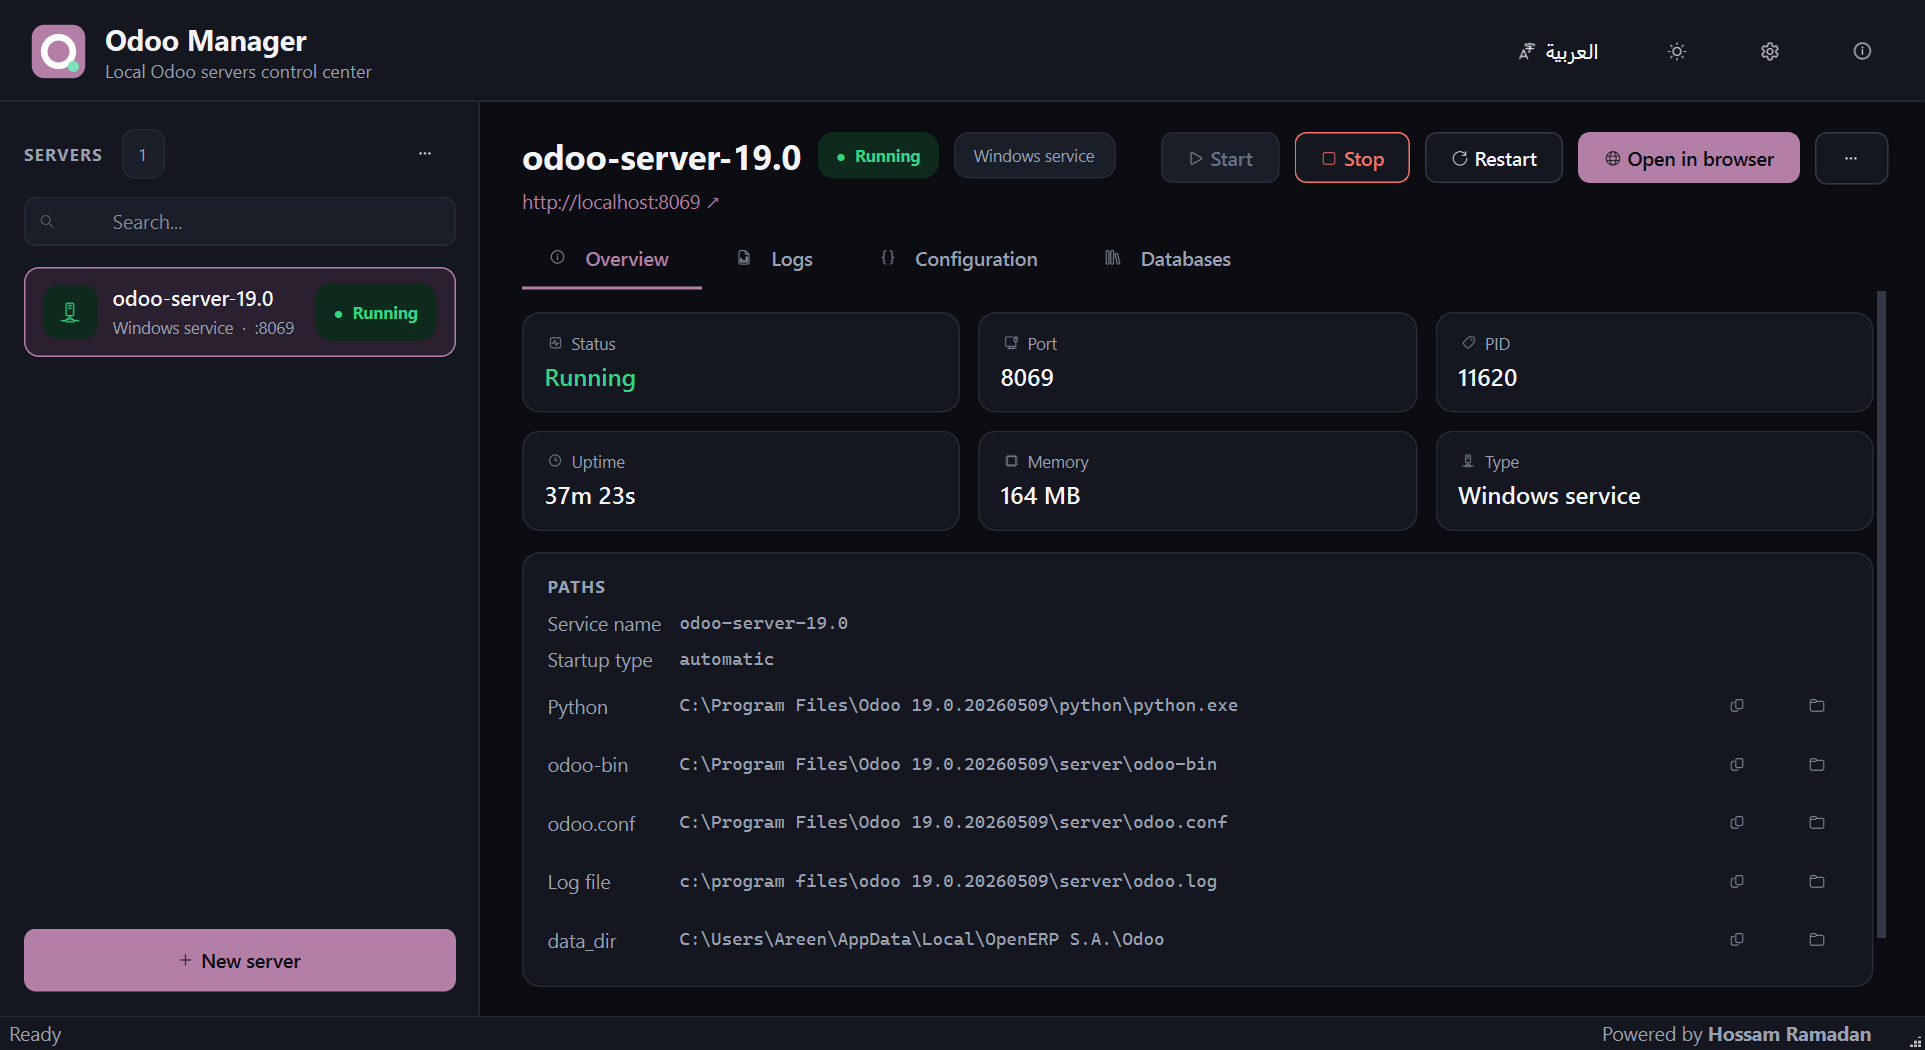 Odoo Manager
Local Odoo servers control center
العربية
SERVERS 1 ...
Search...
odoo-server-19.0
Windows service · :8069
● Running
+ New server
odoo-server-19.0 ● Running Windows service
Start Stop Restart Open in browser ...
http://localhost:8069 ↗
Overview Logs {} Configuration Databases
Status
Running
Port
8069
PID
11620
Uptime
37m 23s
Memory
164 MB
Type
Windows service
PATHS
Service name odoo-server-19.0
Startup type automatic
Python C:\Program Files\Odoo 19.0.20260509\python\python.exe
odoo-bin C:\Program Files\Odoo 19.0.20260509\server\odoo-bin
odoo.conf C:\Program Files\Odoo 19.0.20260509\server\odoo.conf
Log file c:\program files\odoo 19.0.20260509\server\odoo.log
data_dir C:\Users\Areen\AppData\Local\OpenERP S.A.\Odoo
Ready
Powered by Hossam Ramadan